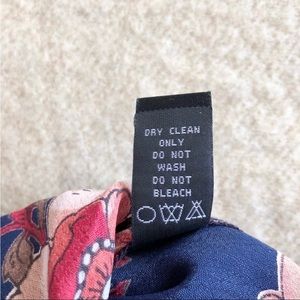 DRY CLEAN
ONLY
DO NOT
WASH
DO NOT
BLEACH